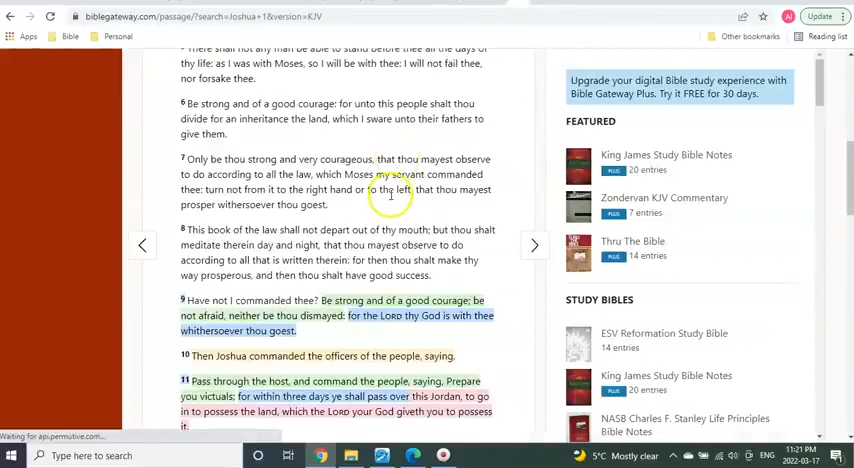 biblegateway.com/passage/?search=Joshua+1&version=KJV
AI
Update
Apps
Bible
Personal
Other bookmarks
Reading list
5 There shall not any man be able to stand before thee all the days of
thy life: as I was with Moses, so I will be with thee: I will not fail thee,
nor forsake thee.
6 Be strong and of a good courage: for unto this people shalt thou
divide for an inheritance the land, which I sware unto their fathers to
give them.
7 Only be thou strong and very courageous, that thou mayest observe
to do according to all the law, which Moses my servant commanded
thee: turn not from it to the right hand or to the left, that thou mayest
prosper withersoever thou goest.
8 This book of the law shall not depart out of thy mouth; but thou shalt
meditate therein day and night, that thou mayest observe to do
according to all that is written therein: for then thou shalt make thy
way prosperous, and then thou shalt have good success.
9 Have not I commanded thee? Be strong and of a good courage; be
not afraid, neither be thou dismayed: for the LORD thy God is with thee
whithersoever thou goest.
10 Then Joshua commanded the officers of the people, saying,
11 Pass through the host, and command the people, saying, Prepare
you victuals; for within three days ye shall pass over this Jordan, to go
in to possess the land, which the LORD your God giveth you to possess
it.
Upgrade your digital Bible study experience with
Bible Gateway Plus. Try it FREE for 30 days.
FEATURED
King James Study Bible Notes
PLUS 20 entries
Zondervan KJV Commentary
PLUS 7 entries
Thru The Bible
PLUS 14 entries
STUDY BIBLES
ESV Reformation Study Bible
14 entries
King James Study Bible Notes
PLUS 20 entries
NASB Charles F. Stanley Life Principles
Bible Notes
Waiting for api.permutive.com...
Type here to search
5°C Mostly clear
ENG
11:21 PM
2022-03-17